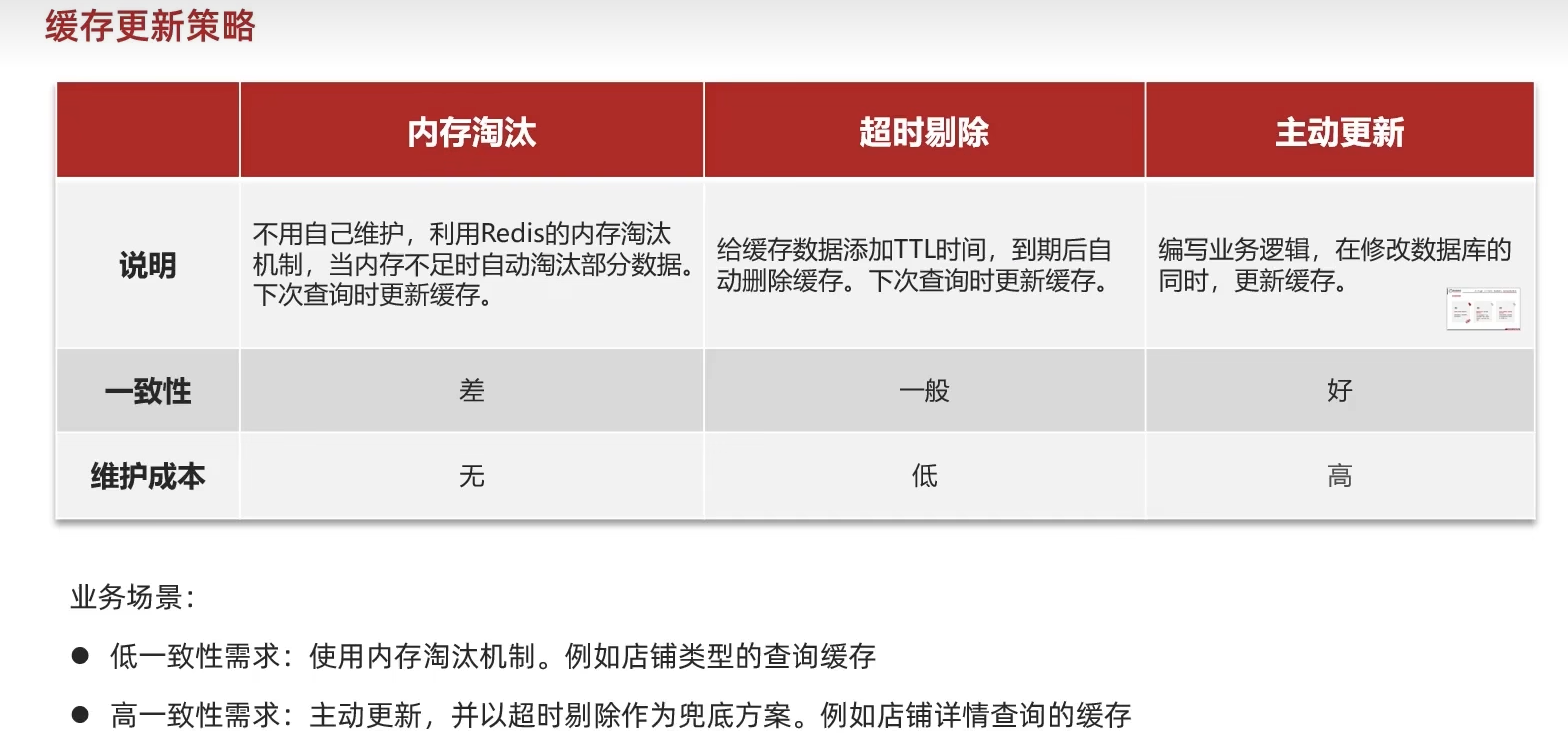 缓存更新策略
内存淘汰
超时剔除
主动更新
说明
不用自己维护，利用Redis的内存淘汰
机制，当内存不足时自动淘汰部分数据。
下次查询时更新缓存。
给缓存数据添加TTL时间，到期后自
动删除缓存。下次查询时更新缓存。
编写业务逻辑，在修改数据库的
同时，更新缓存。
一致性
差
一般
好
维护成本
无
低
高
业务场景：
● 低一致性需求：使用内存淘汰机制。例如店铺类型的查询缓存
● 高一致性需求：主动更新，并以超时剔除作为兜底方案。例如店铺详情查询的缓存